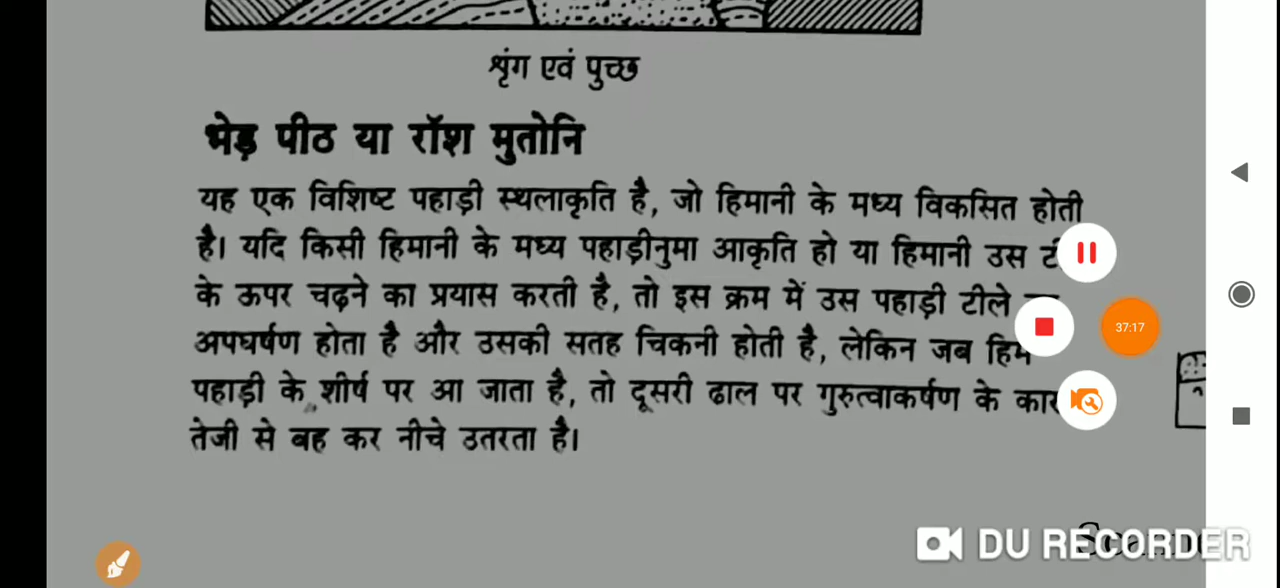 श्रृंग एवं पुच्छ
भेड़ पीठ या रॉश मुतोनि
यह एक विशिष्ट पहाड़ी स्थलाकृति है, जो हिमानी के मध्य विकसित होती
है। यदि किसी हिमानी के मध्य पहाड़ीनुमा आकृति हो या हिमानी उस
के ऊपर चढ़ने का प्रयास करती है, तो इस क्रम में उस पहाड़ी टीले
अपघर्षण होता है और उसकी सतह चिकनी होती है, लेकिन जब हिम
37:17
पहाड़ी के शीर्ष पर आ जाता है, तो दूसरी ढाल पर गुरुत्वाकर्षण के कार
तेजी से बह कर नीचे उतरता है।
DU RECORDER